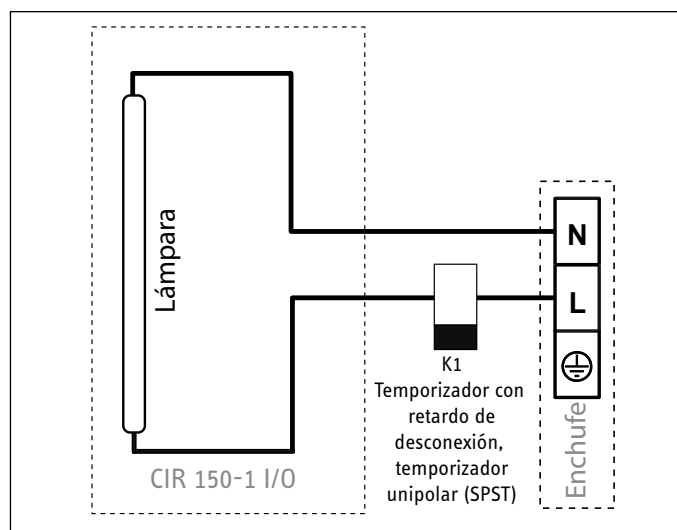 Lámpara
CIR 150-1 I/O
N
L
K1
Temporizador con
retardo de
desconexión,
temporizador
unipolar (SPST)
Enchufe